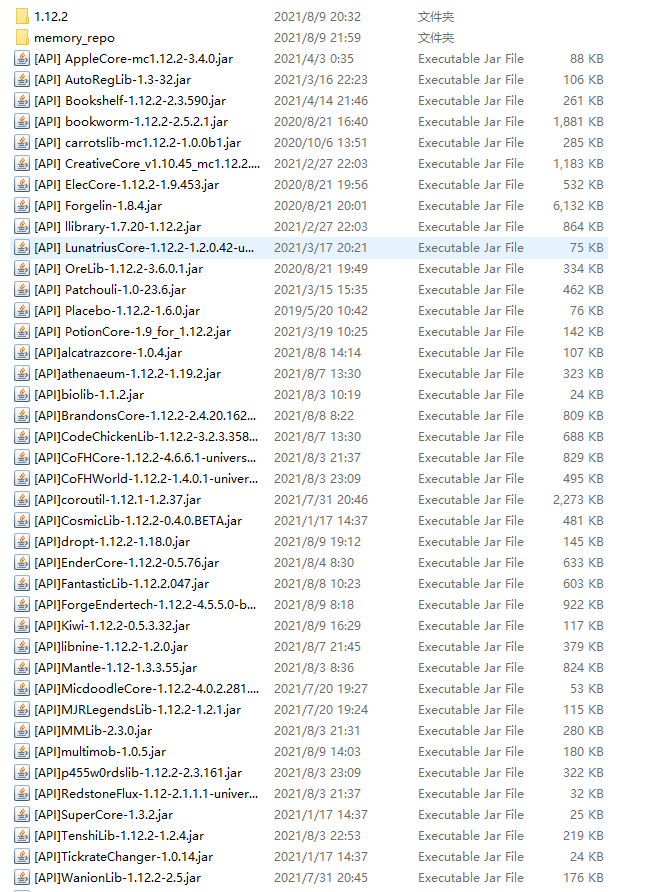 1.12.2 2021/8/9 20:32 文件夹
memory_repo 2021/8/9 21:59 文件夹
[API] AppleCore-mc1.12.2-3.4.0.jar 2021/4/3 0:35 Executable Jar File 88 KB
[API] AutoRegLib-1.3-32.jar 2021/3/16 22:23 Executable Jar File 106 KB
[API] Bookshelf-1.12.2-2.3.590.jar 2021/4/14 21:46 Executable Jar File 261 KB
[API] bookworm-1.12.2-2.5.2.1.jar 2020/8/21 16:40 Executable Jar File 1,881 KB
[API] carrotslib-mc1.12.2-1.0.0b1.jar 2020/10/6 13:51 Executable Jar File 285 KB
[API] CreativeCore_v1.10.45_mc1.12.2.... 2021/2/27 22:03 Executable Jar File 1,183 KB
[API] ElecCore-1.12.2-1.9.453.jar 2020/8/21 19:56 Executable Jar File 532 KB
[API] Forgelin-1.8.4.jar 2020/8/21 20:01 Executable Jar File 6,132 KB
[API] llibrary-1.7.20-1.12.2.jar 2021/2/27 22:03 Executable Jar File 864 KB
[API] LunatriusCore-1.12.2-1.2.0.42-u... 2021/3/17 20:21 Executable Jar File 75 KB
[API] OreLib-1.12.2-3.6.0.1.jar 2020/8/21 19:49 Executable Jar File 334 KB
[API] Patchouli-1.0-23.6.jar 2021/3/15 15:35 Executable Jar File 462 KB
[API] Placebo-1.12.2-1.6.0.jar 2019/5/20 10:42 Executable Jar File 76 KB
[API] PotionCore-1.9_for_1.12.2.jar 2021/3/19 10:25 Executable Jar File 142 KB
[API]alcatrazcore-1.0.4.jar 2021/8/8 14:14 Executable Jar File 107 KB
[API]athenaeum-1.12.2-1.19.2.jar 2021/8/7 13:30 Executable Jar File 323 KB
[API]biolib-1.1.2.jar 2021/8/3 10:19 Executable Jar File 24 KB
[API]BrandonsCore-1.12.2-2.4.20.162... 2021/8/8 8:22 Executable Jar File 809 KB
[API]CodeChickenLib-1.12.2-3.2.3.358... 2021/8/7 13:30 Executable Jar File 688 KB
[API]CoFHCore-1.12.2-4.6.6.1-univers... 2021/8/3 21:37 Executable Jar File 829 KB
[API]CoFHWorld-1.12.2-1.4.0.1-univer... 2021/8/3 23:09 Executable Jar File 495 KB
[API]coroutil-1.12.1-1.2.37.jar 2021/7/31 20:46 Executable Jar File 2,273 KB
[API]CosmicLib-1.12.2-0.4.0.BETA.jar 2021/1/17 14:37 Executable Jar File 481 KB
[API]dropt-1.12.2-1.18.0.jar 2021/8/9 19:12 Executable Jar File 145 KB
[API]EnderCore-1.12.2-0.5.76.jar 2021/8/4 8:30 Executable Jar File 633 KB
[API]FantasticLib-1.12.2.047.jar 2021/8/8 10:23 Executable Jar File 603 KB
[API]ForgeEndertech-1.12.2-4.5.5.0-b... 2021/8/9 8:18 Executable Jar File 922 KB
[API]Kiwi-1.12.2-0.5.3.32.jar 2021/8/9 16:29 Executable Jar File 117 KB
[API]libnine-1.12.2-1.2.0.jar 2021/8/7 21:45 Executable Jar File 379 KB
[API]Mantle-1.12-1.3.3.55.jar 2021/8/3 8:36 Executable Jar File 824 KB
[API]MicdoodleCore-1.12.2-4.0.2.281.... 2021/7/20 19:27 Executable Jar File 53 KB
[API]MJRLegendsLib-1.12.2-1.2.1.jar 2021/7/20 19:24 Executable Jar File 115 KB
[API]MMLib-2.3.0.jar 2021/8/3 21:31 Executable Jar File 280 KB
[API]multimob-1.0.5.jar 2021/8/9 14:03 Executable Jar File 180 KB
[API]p455w0rdslib-1.12.2-2.3.161.jar 2021/8/3 23:09 Executable Jar File 322 KB
[API]RedstoneFlux-1.12-2.1.1.1-univer... 2021/8/3 21:37 Executable Jar File 148 KB
[API]SuperCore-1.3.2.jar 2021/1/17 14:37 Executable Jar File 25 KB
[API]TenshiLib-1.12.2-1.2.4.jar 2021/8/3 22:53 Executable Jar File 219 KB
[API]TickrateChanger-1.0.14.jar 2021/1/17 14:37 Executable Jar File 24 KB
[API]WanionLib-1.12.2-2.5.jar 2021/7/31 20:45 Executable Jar File 176 KB